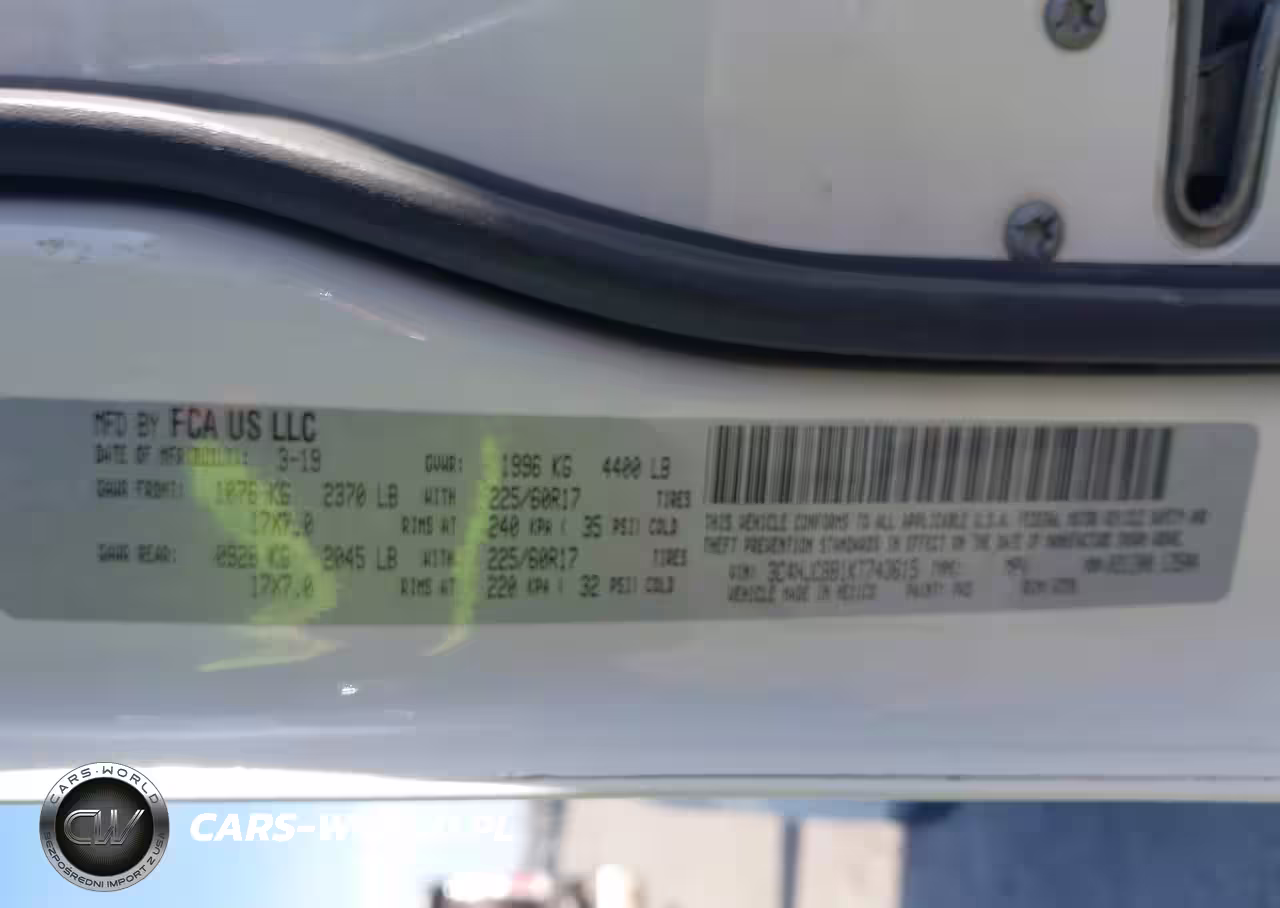 MFD BY FCA US LLC
DATE OF MFR 3-19 GVWR: 1996 KG 4400 LB
GAWR FRONT: 1076 KG 2370 LB WITH 225/60R17 TIRES
17X7.0 RIMS AT 240 KPA ( 35 PSI) COLD
GAWR REAR: 0928 KG 2045 LB WITH 225/60R17 TIRES
17X7.0 RIMS AT 220 KPA ( 32 PSI) COLD
THIS VEHICLE CONFORMS TO ALL APPLICABLE U.S.A. FEDERAL MOTOR VEHICLE SAFETY AND
THEFT PREVENTION STANDARDS IN EFFECT ON THE DATE OF MANUFACTURE SHOWN ABOVE.
VIN:
VEHICLE MADE IN MEXICO PAINT:
CARS-WORLD
CW
BEZPOŚREDNI IMPORT Z USA
CARS-WORLD.PL